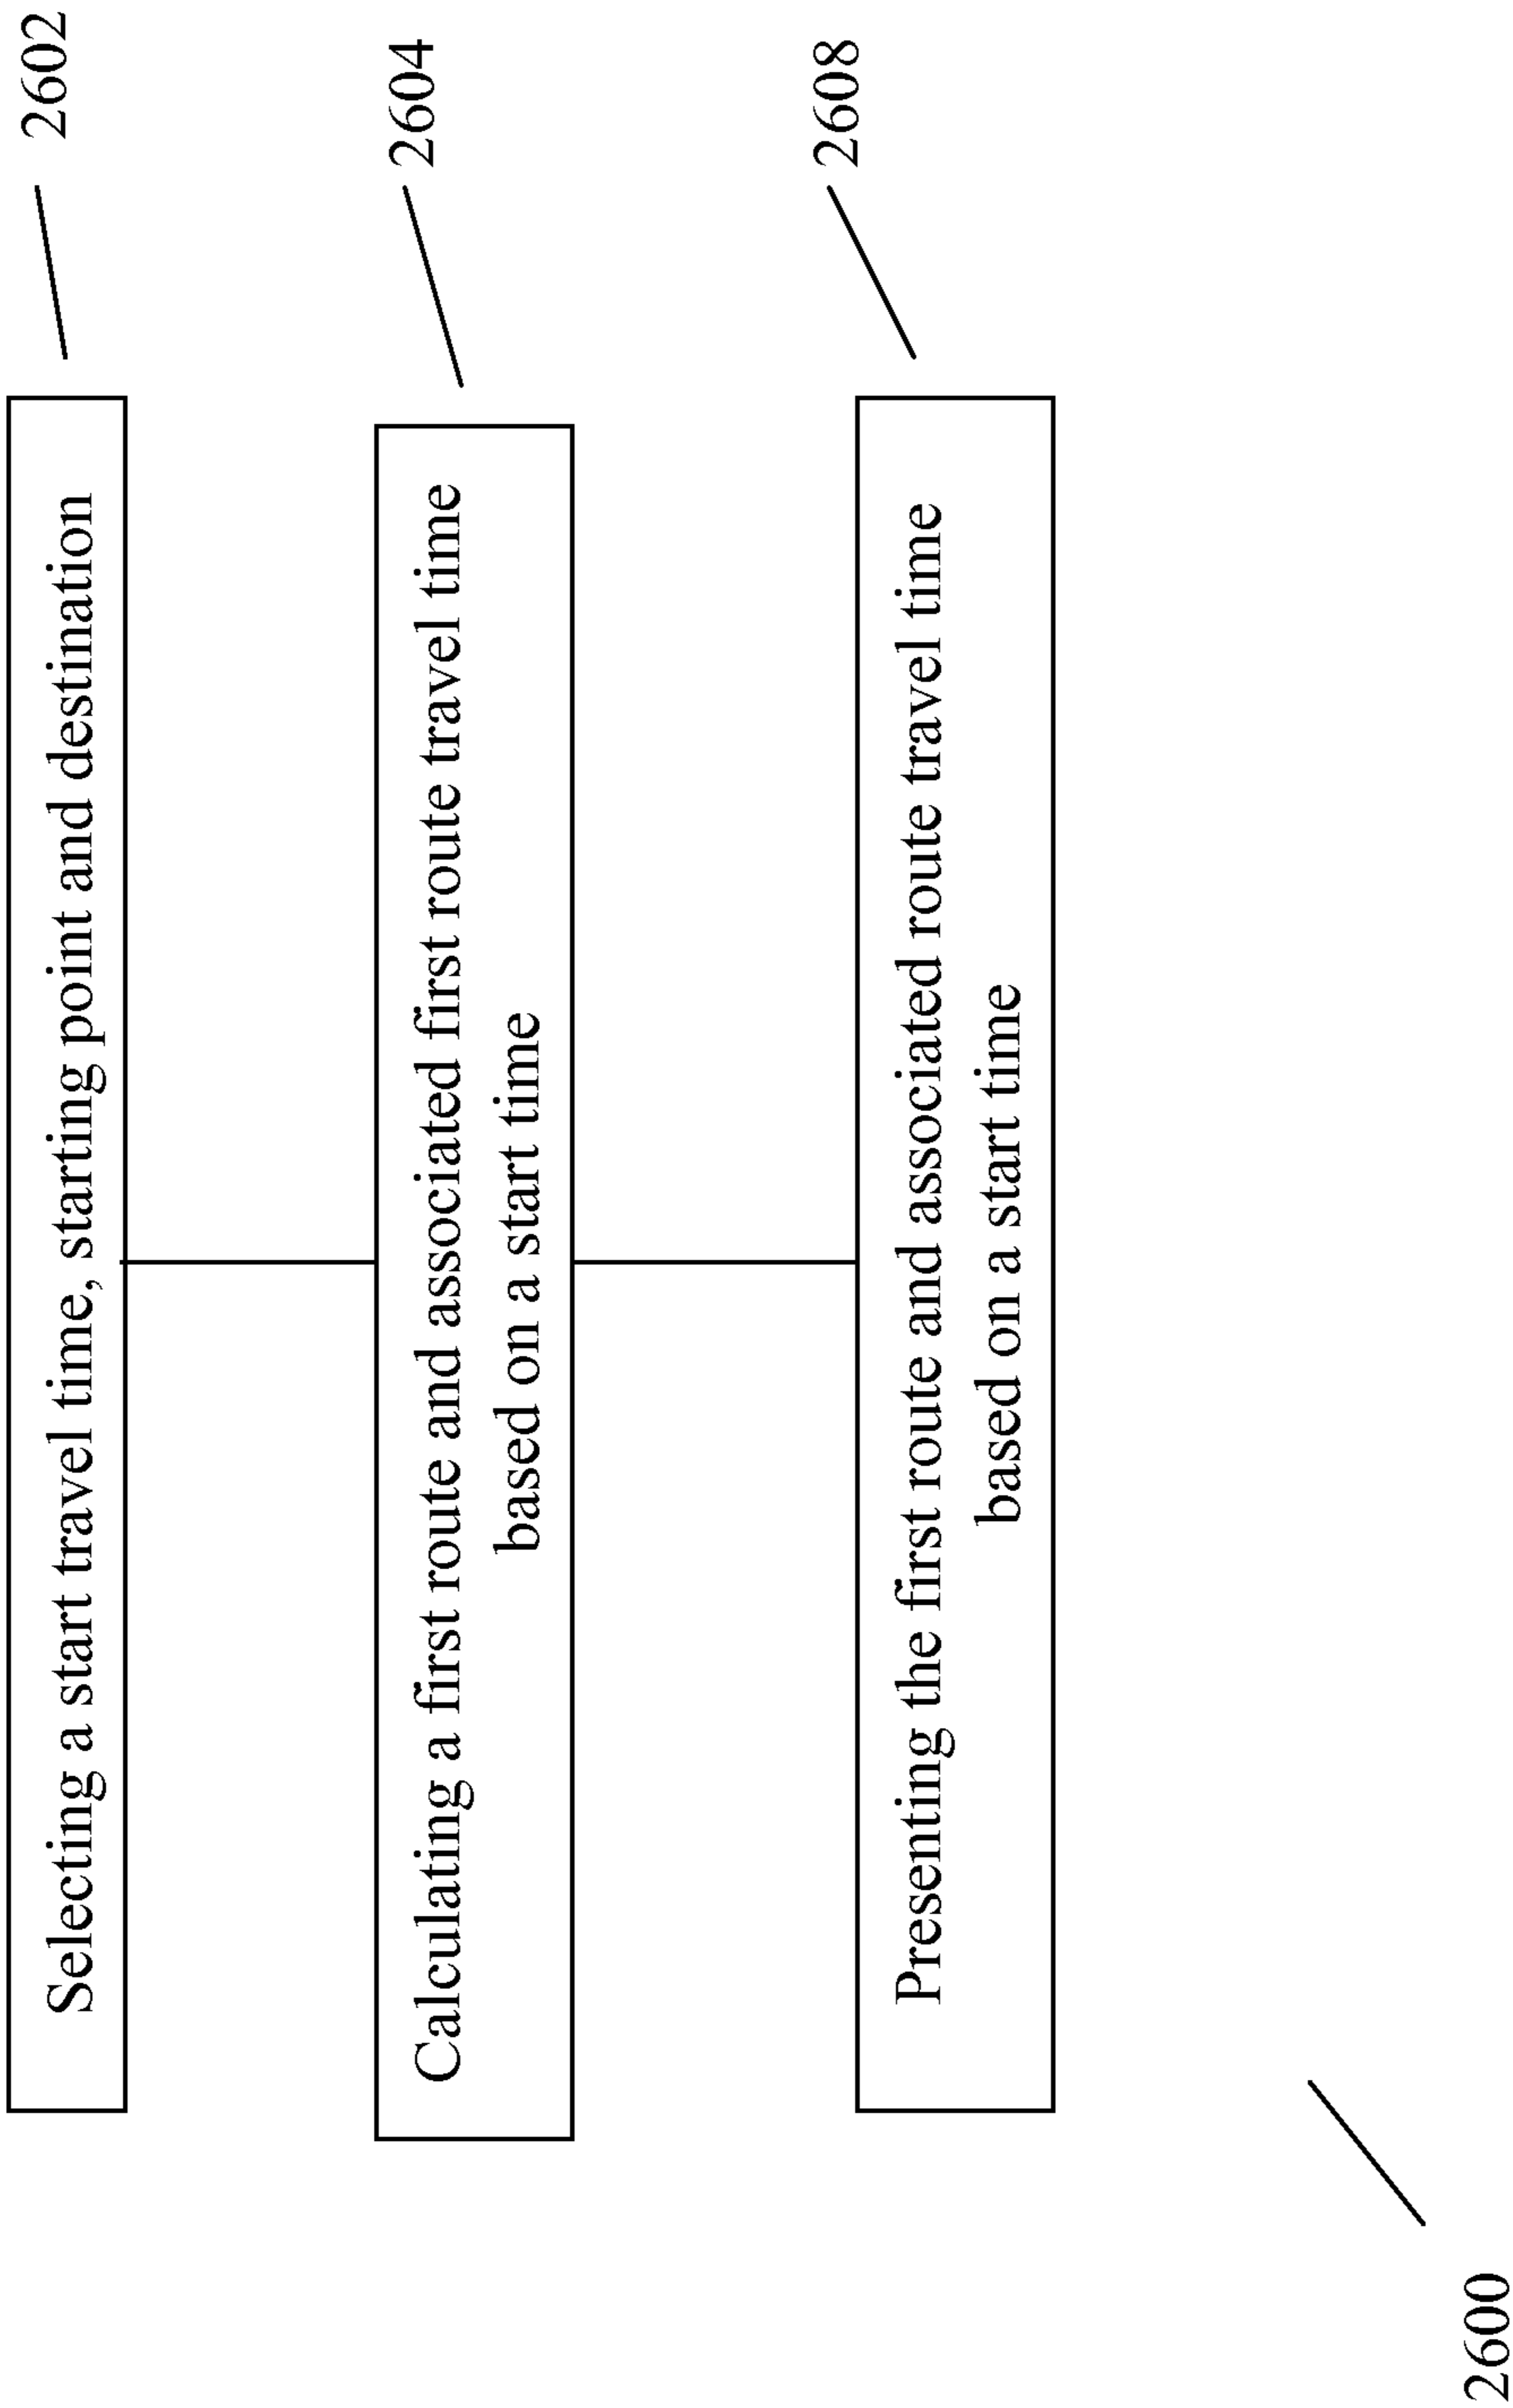 Selecting a start travel time, starting point and destination
2602
Calculating a first route and associated first route travel time
based on a start time
2604
Presenting the first route and associated route travel time
based on a start time
2608
2600